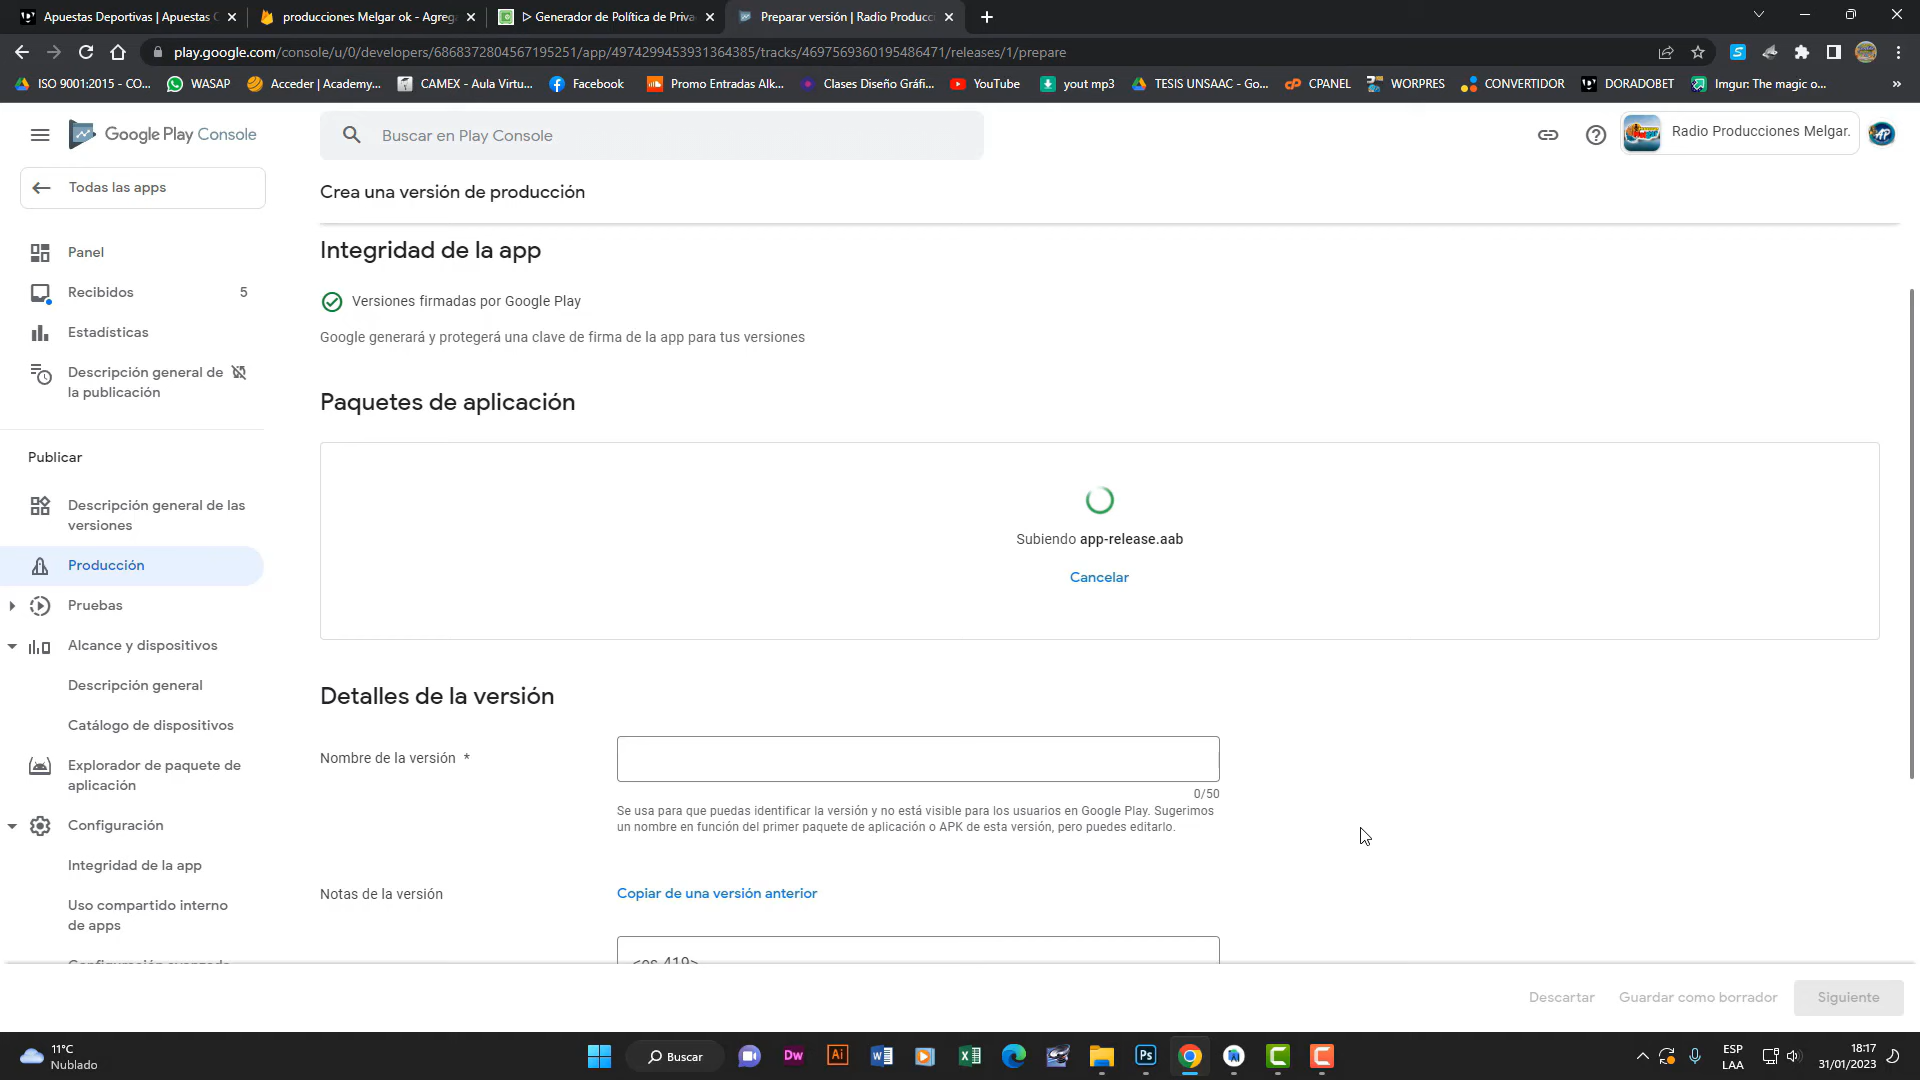 Apuestas Deportivas | Apuestas C
producciones Melgar ok - Agrega
ᐅ Generador de Política de Priva
Preparar versión | Radio Producci
play.google.com/console/u/0/developers/6868372804567195251/app/4974299453931364385/tracks/4697569360195486471/releases/1/prepare
ISO 9001:2015 - CO...
WASAP
Acceder | Academy...
CAMEX - Aula Virtu...
Facebook
Promo Entradas Alk...
Clases Diseño Gráfi...
YouTube
yout mp3
TESIS UNSAAC - Go...
CPANEL
WORPRES
CONVERTIDOR
DORADOBET
Imgur: The magic o...
»
Google Play Console
Buscar en Play Console
Radio Producciones Melgar.
Todas las apps
Crea una versión de producción
Panel
Recibidos 5
Estadísticas
Descripción general de
la publicación
Publicar
Descripción general de las
versiones
Producción
Pruebas
Alcance y dispositivos
Descripción general
Catálogo de dispositivos
Explorador de paquete de
aplicación
Configuración
Integridad de la app
Uso compartido interno
de apps
Integridad de la app
Versiones firmadas por Google Play
Google generará y protegerá una clave de firma de la app para tus versiones
Paquetes de aplicación
Subiendo app-release.aab
Cancelar
Detalles de la versión
Nombre de la versión *
0/50
Se usa para que puedas identificar la versión y no está visible para los usuarios en Google Play. Sugerimos
un nombre en función del primer paquete de aplicación o APK de esta versión, pero puedes editarlo.
Notas de la versión
Copiar de una versión anterior
<es-419>
Descartar
Guardar como borrador
Siguiente
11°C
Nublado
Buscar
Dw
Ai
Ps
ESP
LAA
18:17
31/01/2023